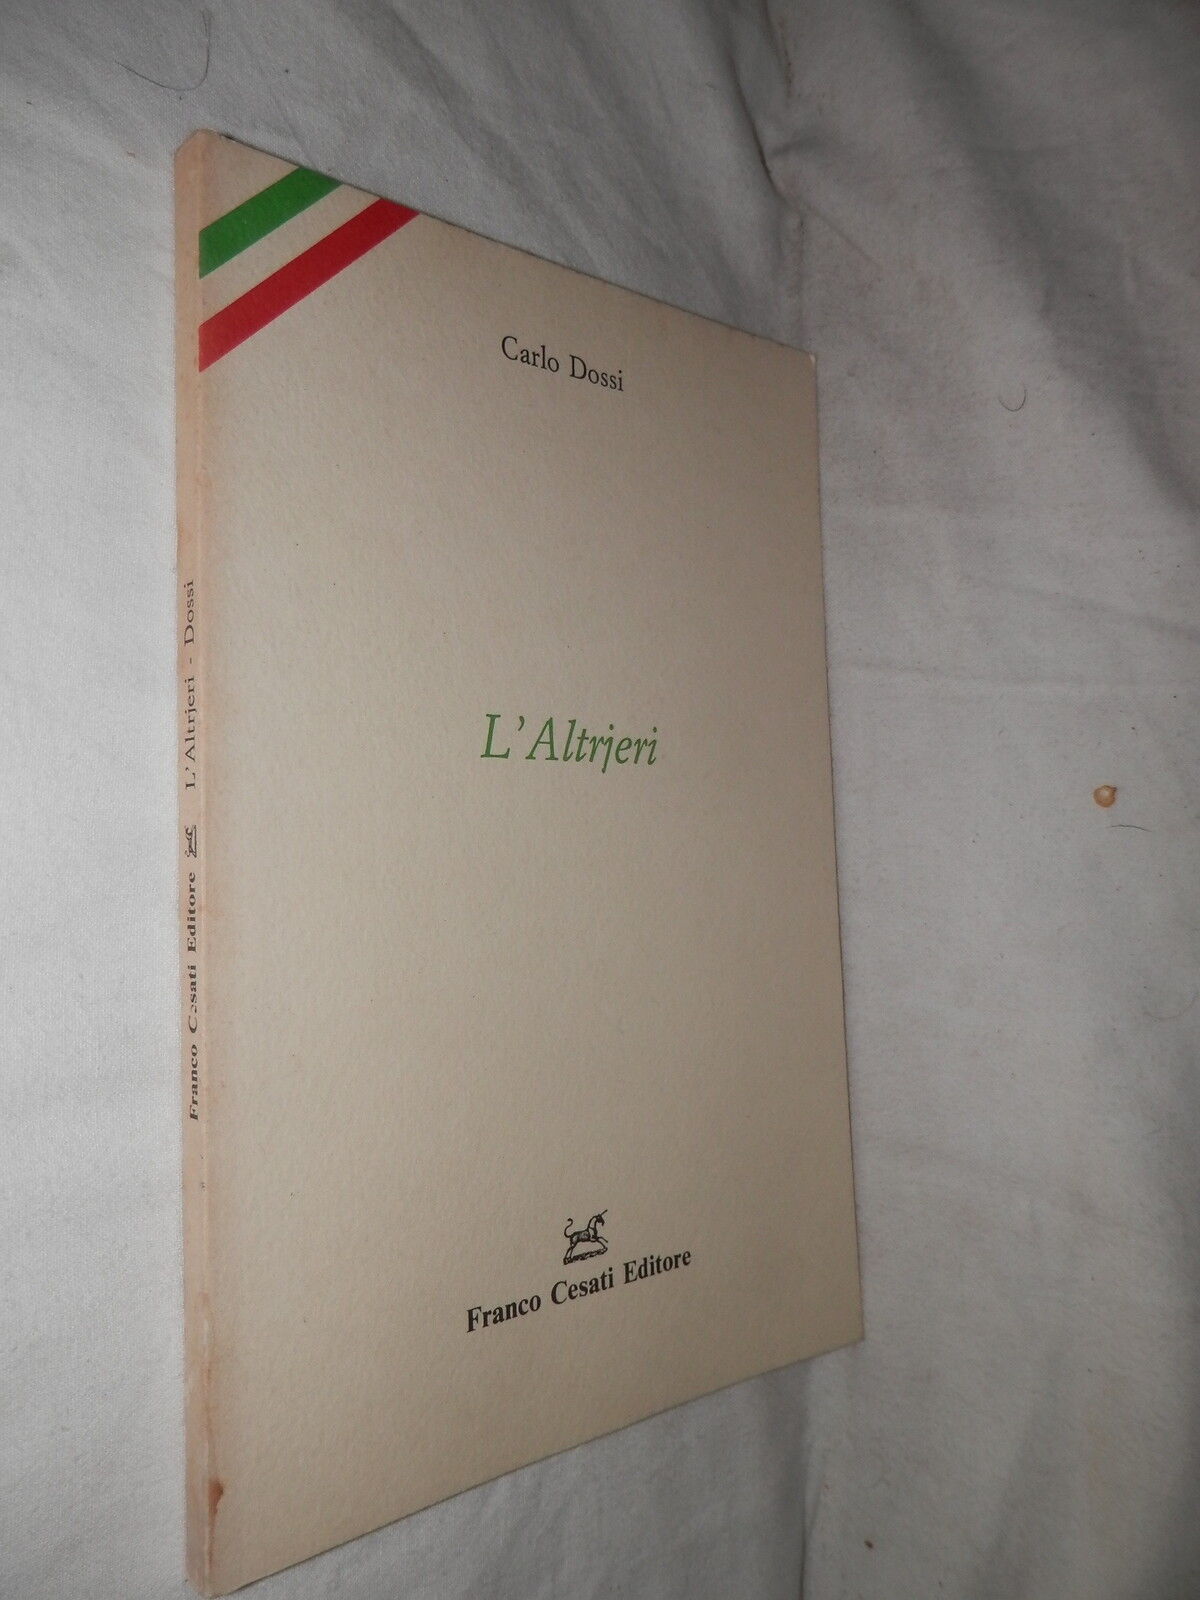 Carlo Dossi
L'Altrjeri
Franco Cesati Editore
Franco Cesati Editore L'Altrjeri - Dossi